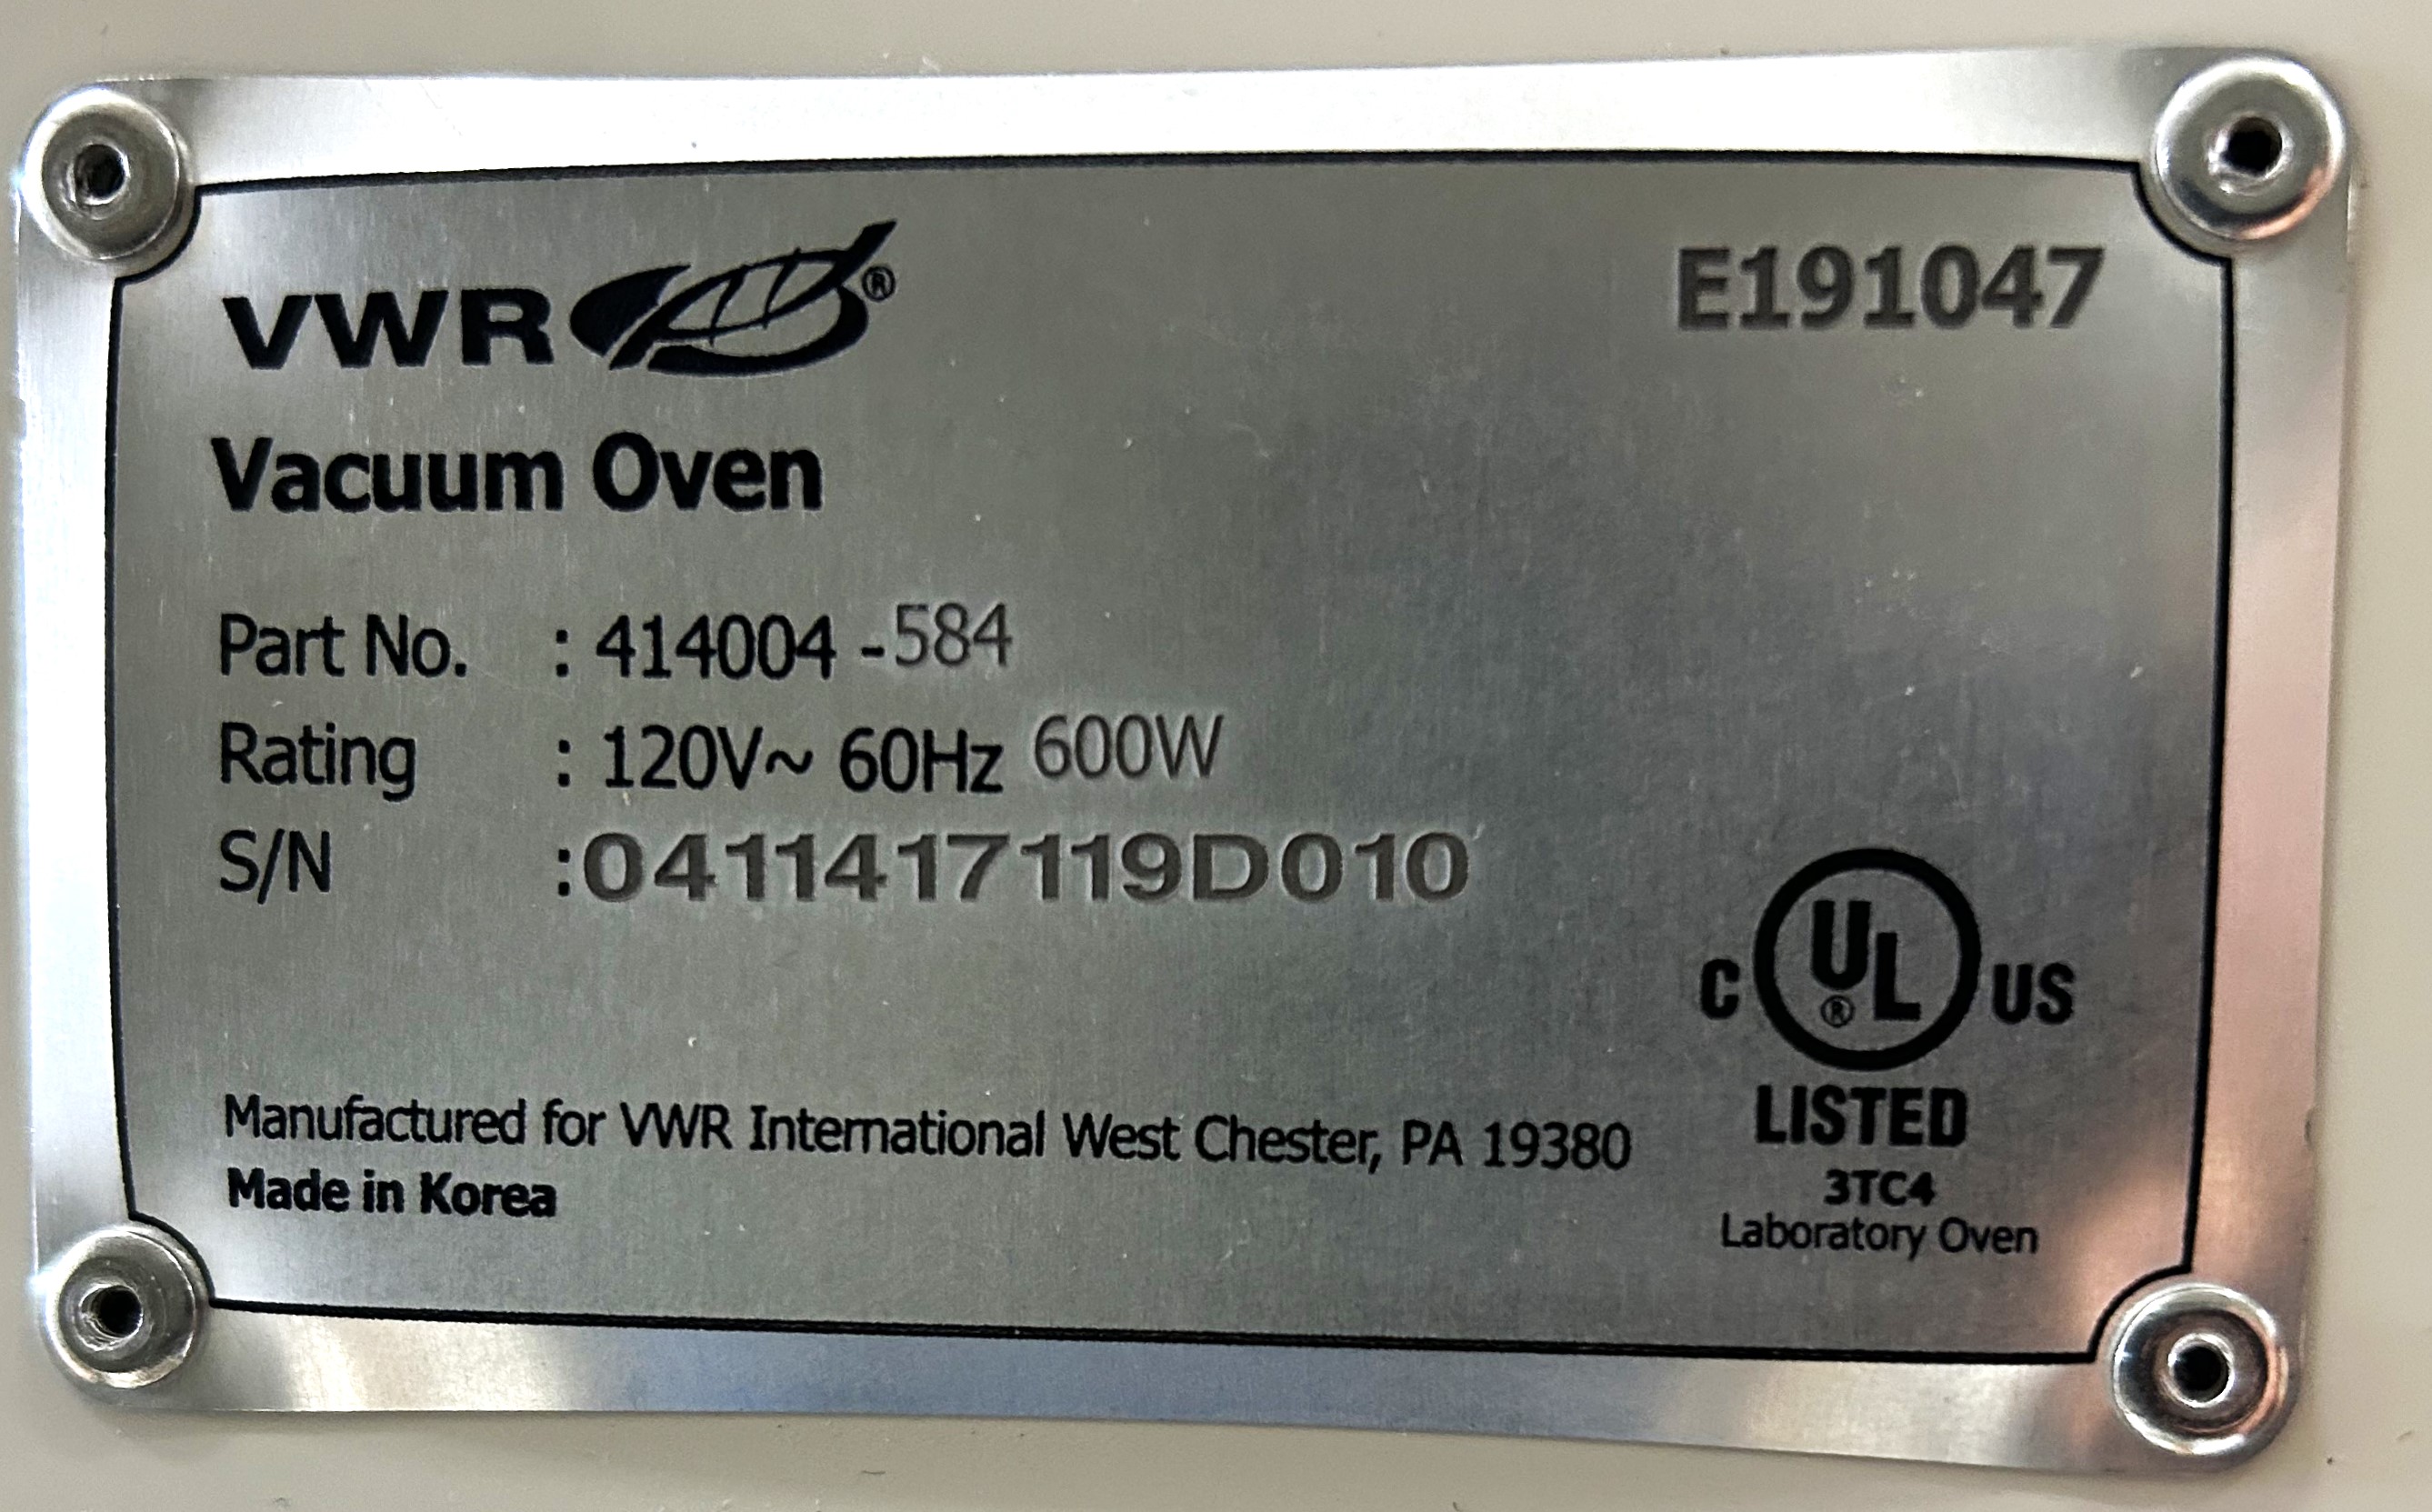 VWR®
E191047
Vacuum Oven
Part No. : 414004-584
Rating : 120V~ 60Hz 600W
S/N :0411417119D010
C UL® US
LISTED
3TC4
Laboratory Oven
Manufactured for VWR International West Chester, PA 19380
Made in Korea